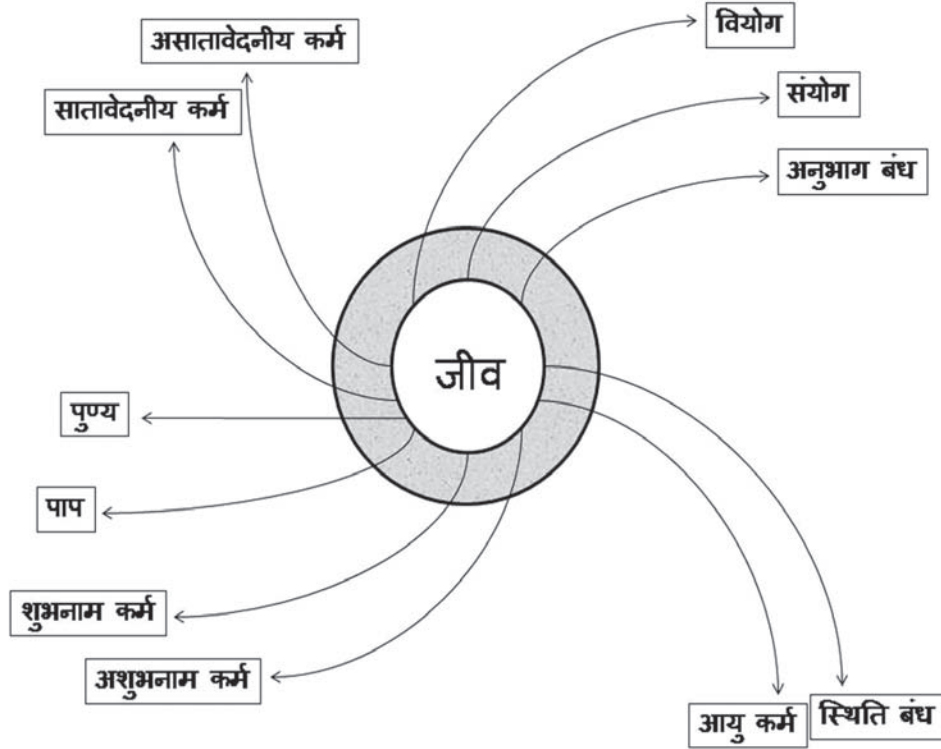 वियोग
असातावेदनीय कर्म
संयोग
सातावेदनीय कर्म
अनुभाग बंध
जीव
पुण्य
पाप
शुभनाम कर्म
अशुभनाम कर्म
आयु कर्म
स्थिति बंध